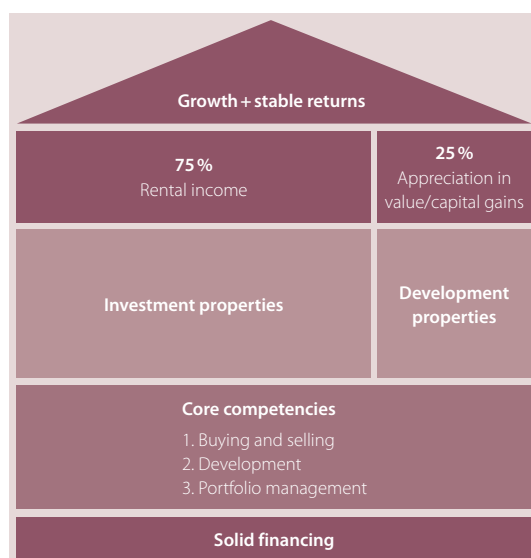 Growth + stable returns
75 %
Rental income
25 %
Appreciation in
value/capital gains
Investment properties
Development
properties
Core competencies
1. Buying and selling
2. Development
3. Portfolio management
Solid financing